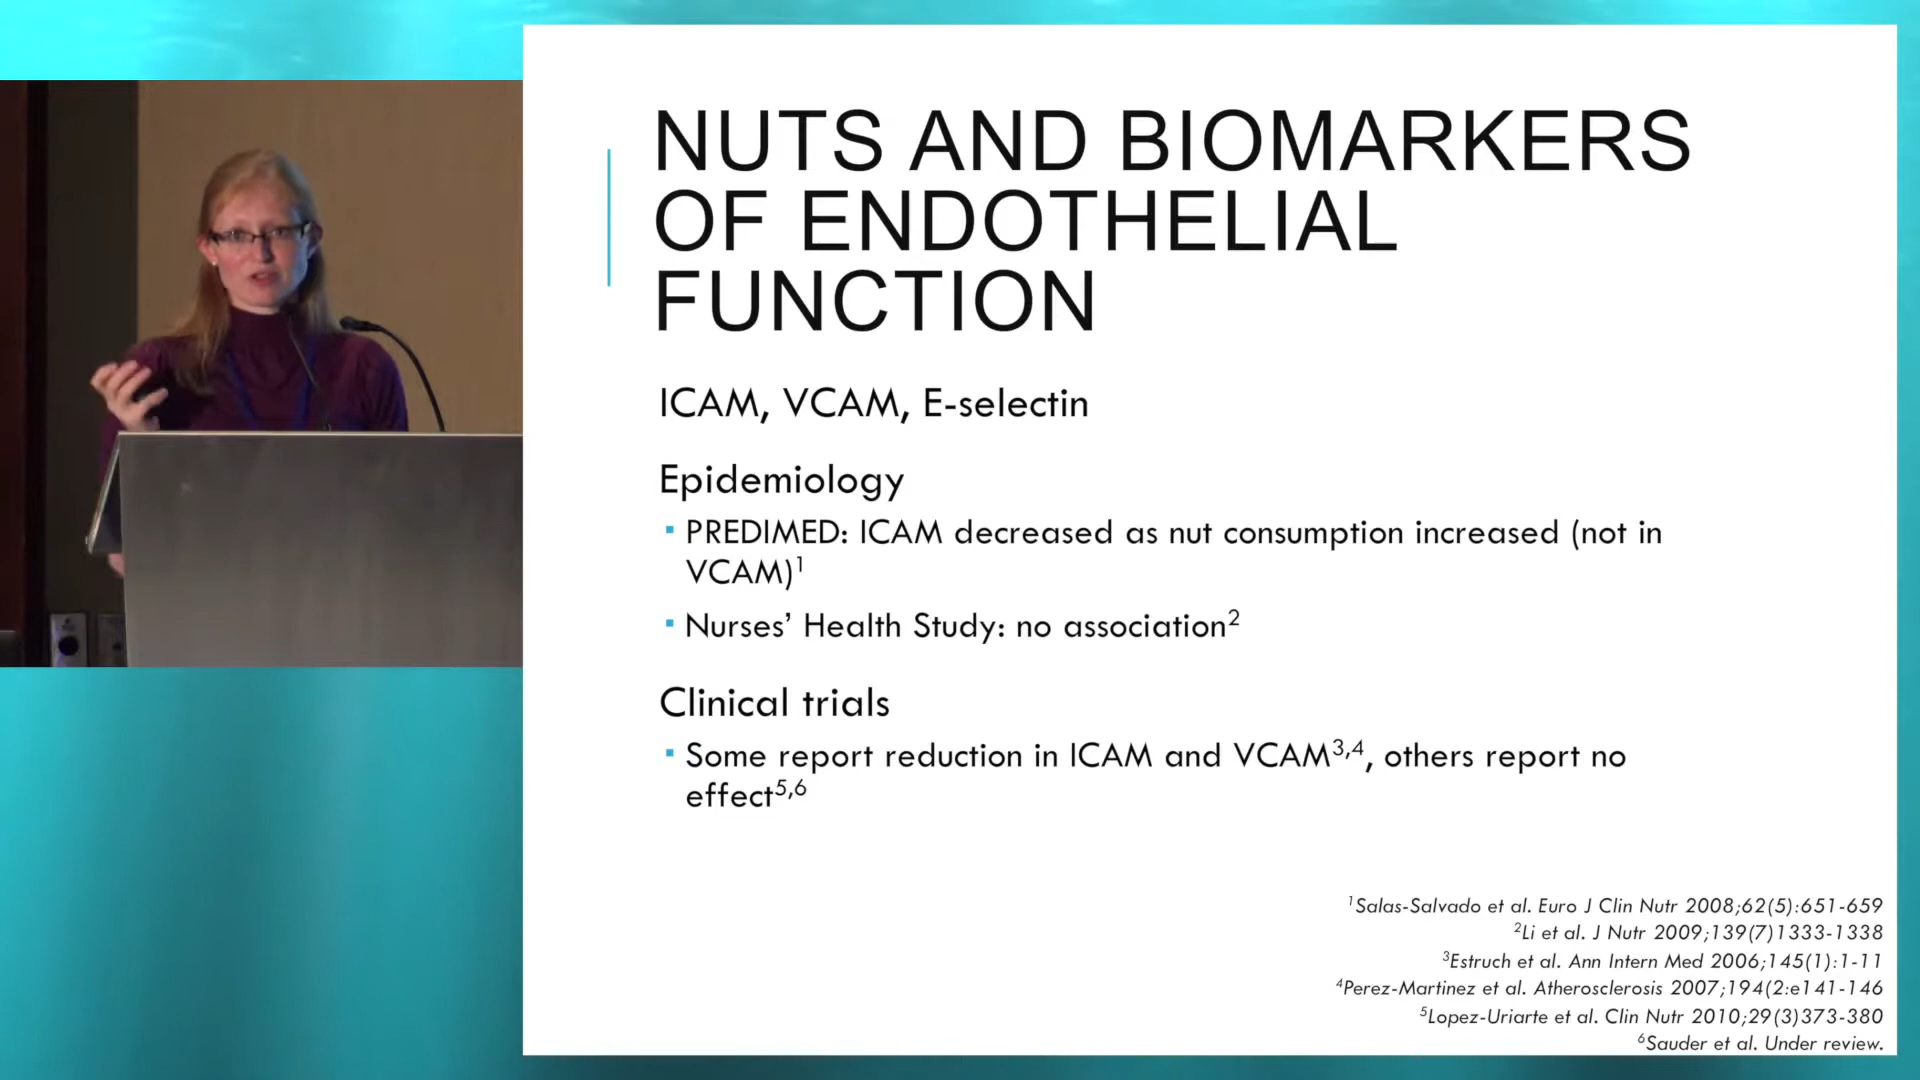 NUTS AND BIOMARKERS
OF ENDOTHELIAL
FUNCTION
ICAM, VCAM, E-selectin
Epidemiology
▪ PREDIMED: ICAM decreased as nut consumption increased (not in
VCAM)¹
▪ Nurses’ Health Study: no association²
Clinical trials
▪ Some report reduction in ICAM and VCAM³,⁴, others report no
effect⁵,⁶
¹Salas-Salvado et al. Euro J Clin Nutr 2008;62(5):651-659
²Li et al. J Nutr 2009;139(7)1333-1338
³Estruch et al. Ann Intern Med 2006;145(1):1-11
⁴Perez-Martinez et al. Atherosclerosis 2007;194(2:e141-146
⁵Lopez-Uriarte et al. Clin Nutr 2010;29(3)373-380
⁶Sauder et al. Under review.